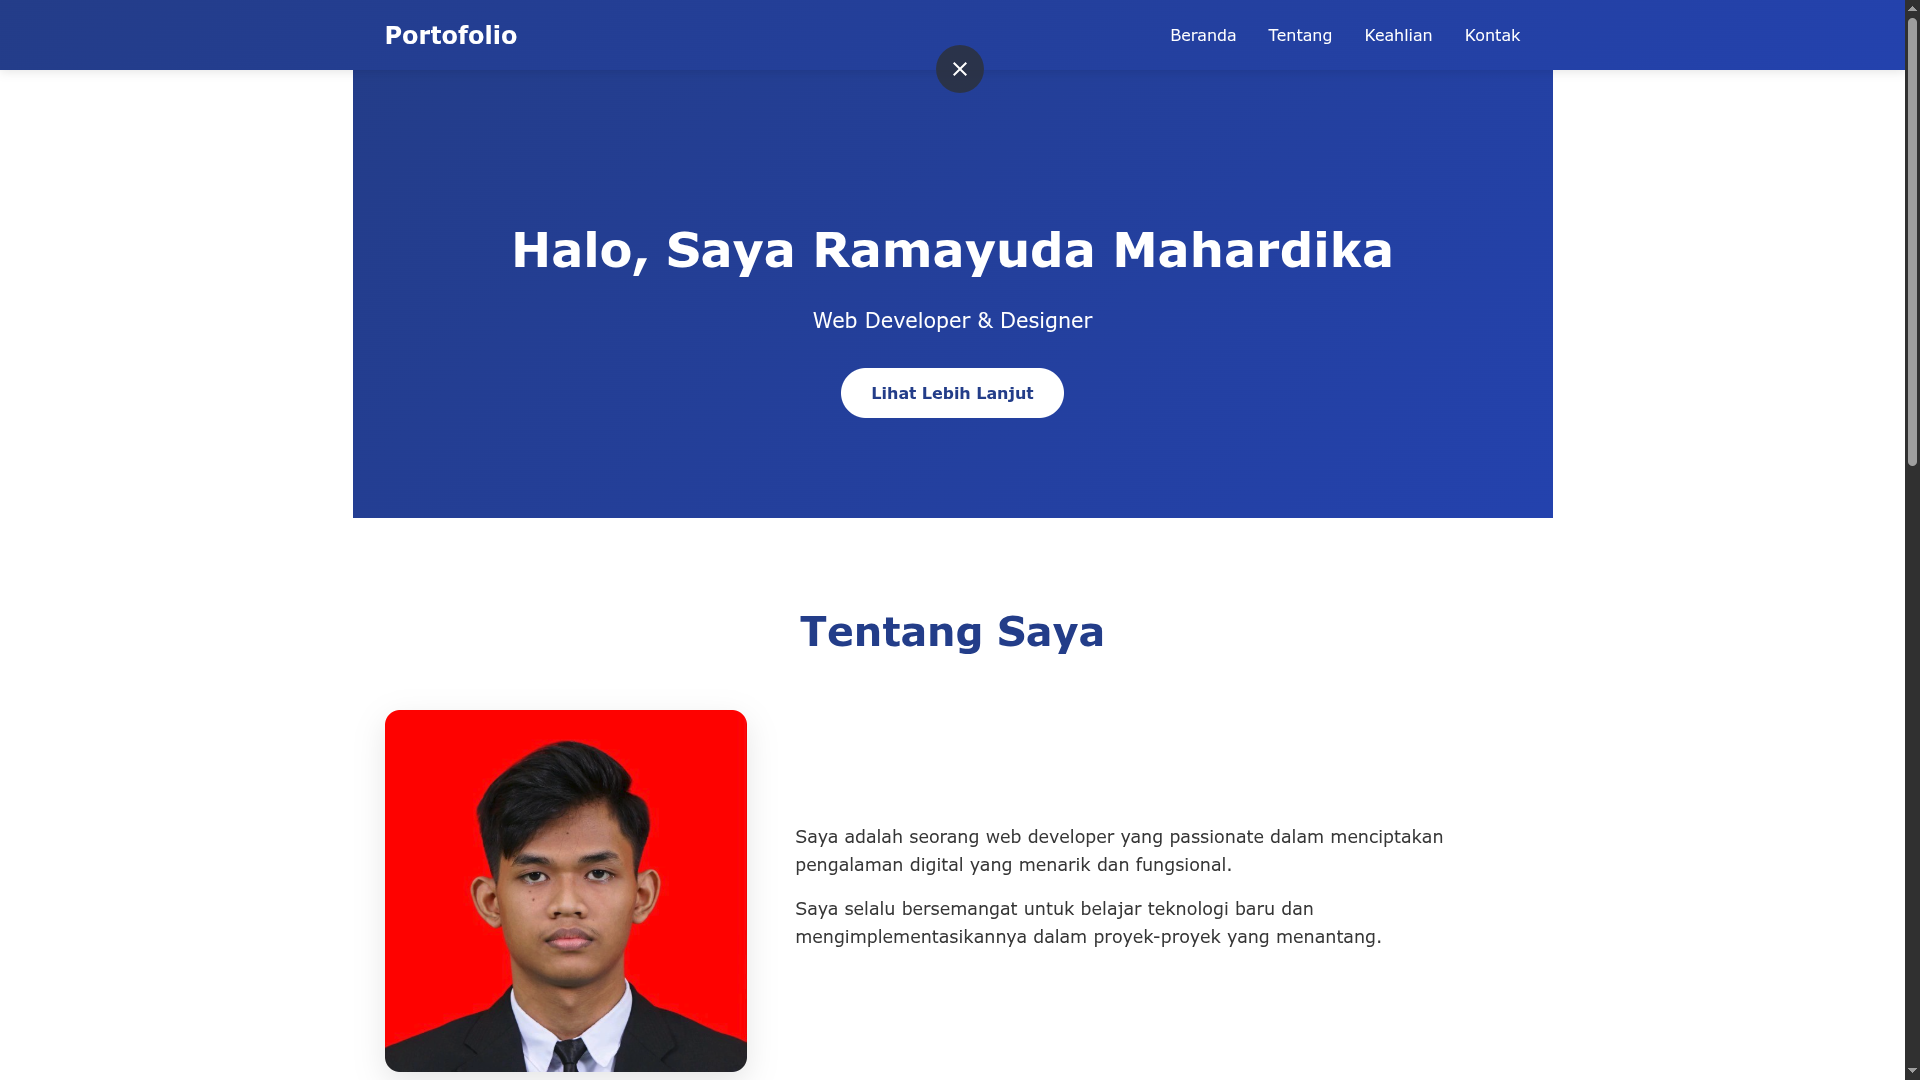 Portofolio
Beranda Tentang Keahlian Kontak
Halo, Saya Ramayuda Mahardika
Web Developer & Designer
Lihat Lebih Lanjut
Tentang Saya
Saya adalah seorang web developer yang passionate dalam menciptakan
pengalaman digital yang menarik dan fungsional.
Saya selalu bersemangat untuk belajar teknologi baru dan
mengimplementasikannya dalam proyek-proyek yang menantang.